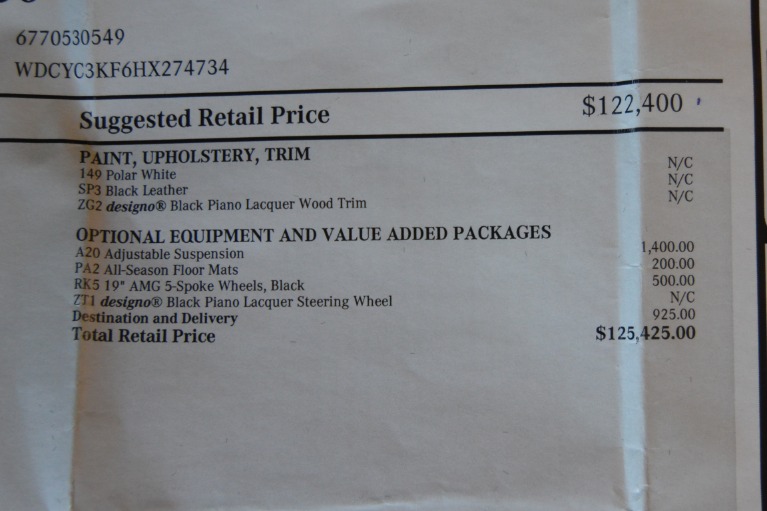 6770530549
WDCYC3KF6HX274734
Suggested Retail Price $122,400
PAINT, UPHOLSTERY, TRIM
149 Polar White N/C
SP3 Black Leather N/C
ZG2 designo® Black Piano Lacquer Wood Trim N/C
OPTIONAL EQUIPMENT AND VALUE ADDED PACKAGES
A20 Adjustable Suspension 1,400.00
PA2 All-Season Floor Mats 200.00
RK5 19" AMG 5-Spoke Wheels, Black 500.00
ZT1 designo® Black Piano Lacquer Steering Wheel N/C
Destination and Delivery 925.00
Total Retail Price $125,425.00